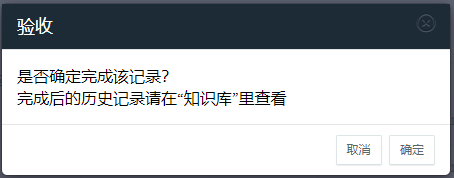 验收
是否确定完成该记录?
完成后的历史记录请在“知识库”里查看
取消
确定